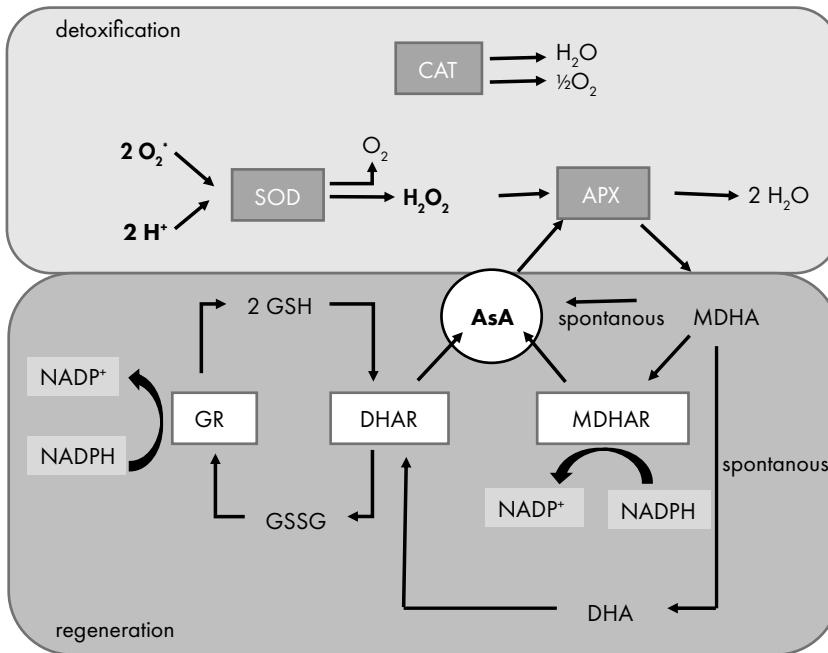 detoxification
CAT
H₂O
½O₂
2 O₂˙
O₂
SOD
H₂O₂
APX
2 H₂O
2 H⁺
2 GSH
AsA
spontanous
MDHA
NADP⁺
GR
DHAR
MDHAR
NADPH
spontanous
GSSG
NADP⁺
NADPH
DHA
regeneration